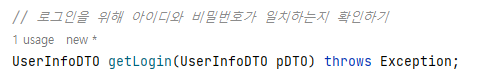 // 로그인을 위해 아이디와 비밀번호가 일치하는지 확인하기
1 usage new *
UserInfoDTO getLogin(UserInfoDTO pDTO) throws Exception;